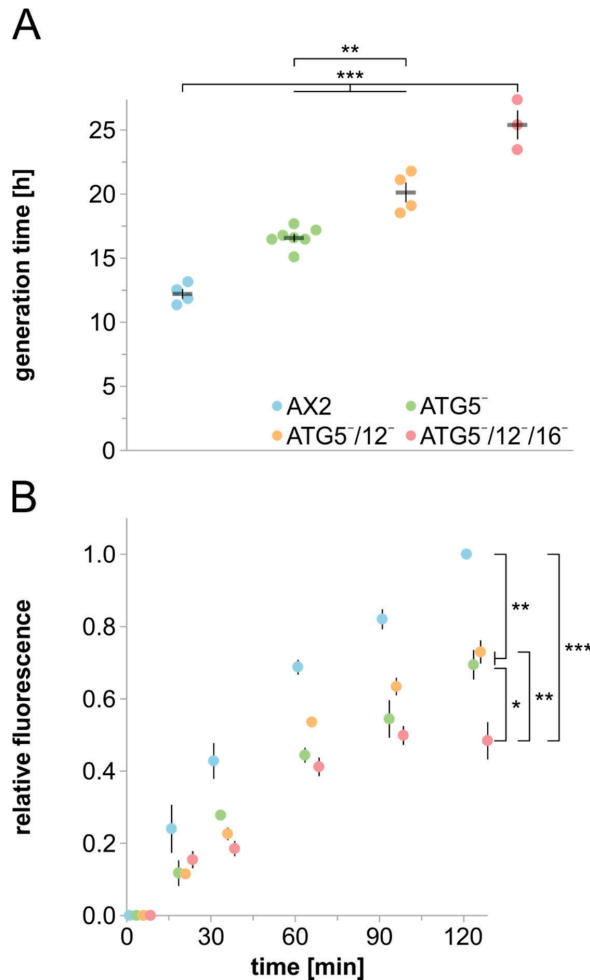 A
**
***
25
20
15
10
5
0
generation time [h]
AX2
ATG5⁻
ATG5⁻/12⁻
ATG5⁻/12⁻/16⁻
B
1.0
0.8
0.6
0.4
0.2
0.0
relative fluorescence
**
***
*
**
0
30
60
90
120
time [min]